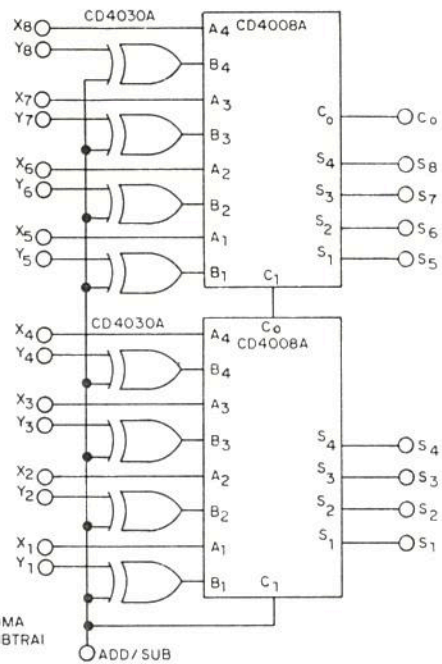 CD4030A
X8 A4 CD4008A
Y8 B4
X7 A3
Y7 B3 Co Co
X6 A2 S4 S8
Y6 B2 S3 S7
X5 A1 S2 S6
Y5 B1 S1 S5
C1
CD4030A Co
X4 A4 CD4008A
Y4 B4
X3 A3
Y3 B3 S4 S4
X2 A2 S3 S3
Y2 B2 S2 S2
X1 A1 S1 S1
Y1 B1 C1
OMA
BTRAI
ADD/SUB